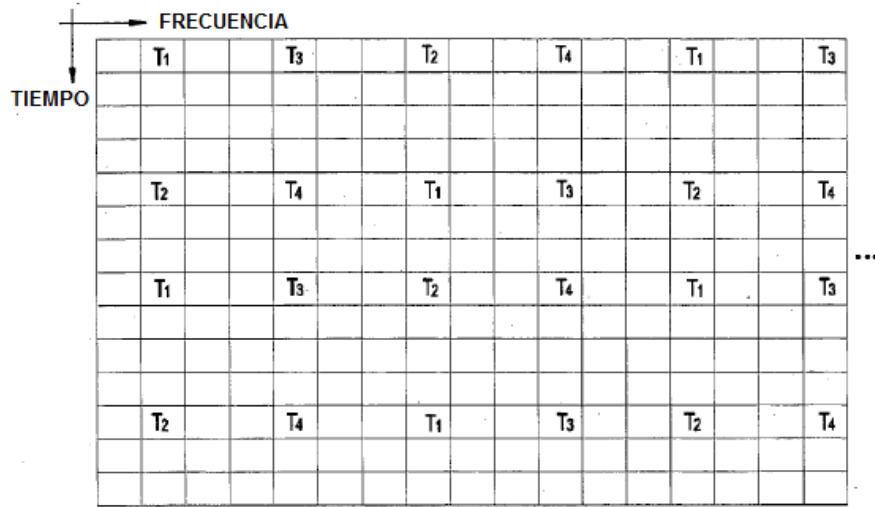 FRECUENCIA
T1 T3 T2 T4 T1 T3
TIEMPO
T2 T4 T1 T3 T2 T4
...
T1 T3 T2 T4 T1 T3
T2 T4 T1 T3 T2 T4